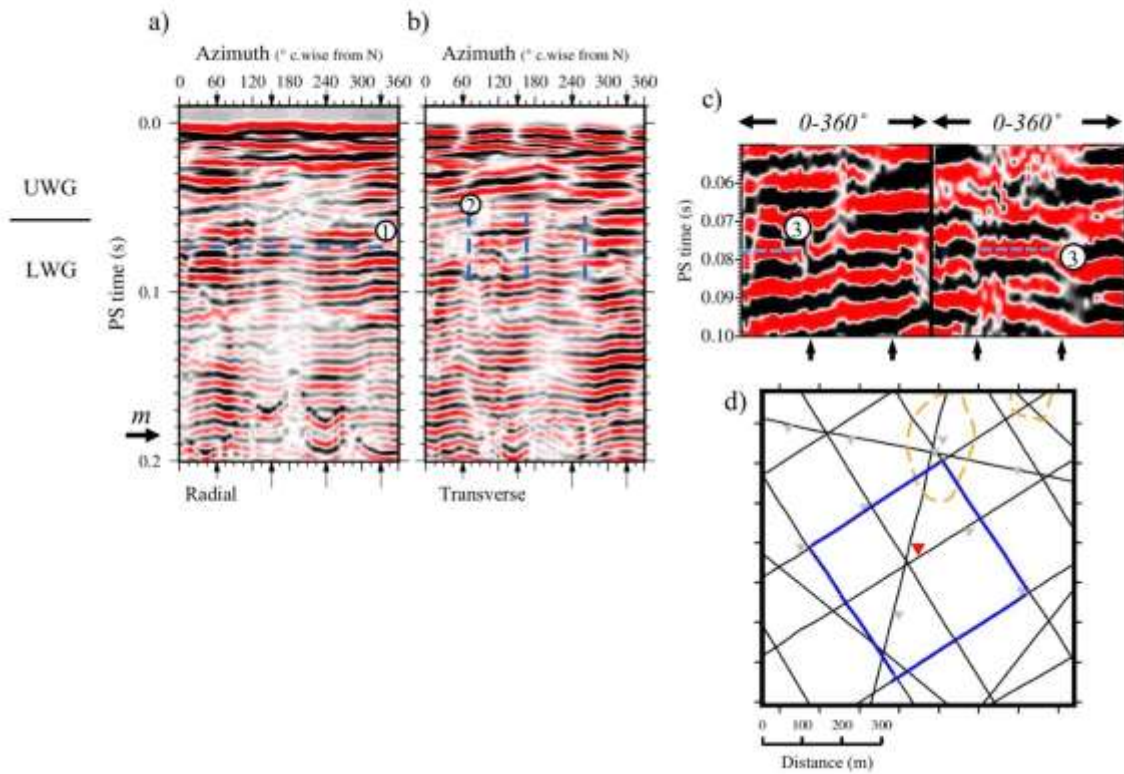 a)
Azimuth (° c.wise from N)
0 60 120 180 240 300 360
b)
Azimuth (° c.wise from N)
0 60 120 180 240 300 360
UWG
LWG
PS time (s)
0.0
0.1
0.2
m
1
2
Radial
Transverse
c)
0-360° 0-360°
PS time (s)
0.06
0.07
0.08
0.09
0.10
3
3
d)
0 100 200 300
Distance (m)